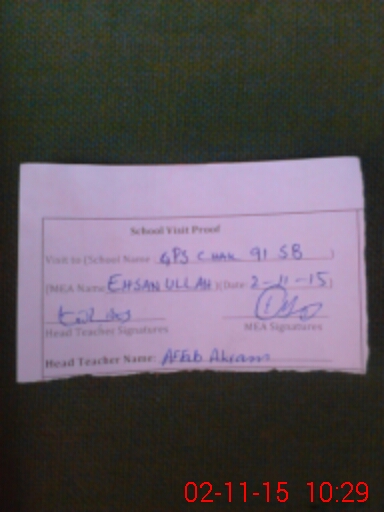 School Visit Proof
Visit to (School Name GPS CHAK 91 SB )
(MEA Name EHSAN ULLAH )(Date: 2-11-15)
Head Teacher Signatures MEA Signatures
Head Teacher Name: Aftab Akram
02-11-15 10:29